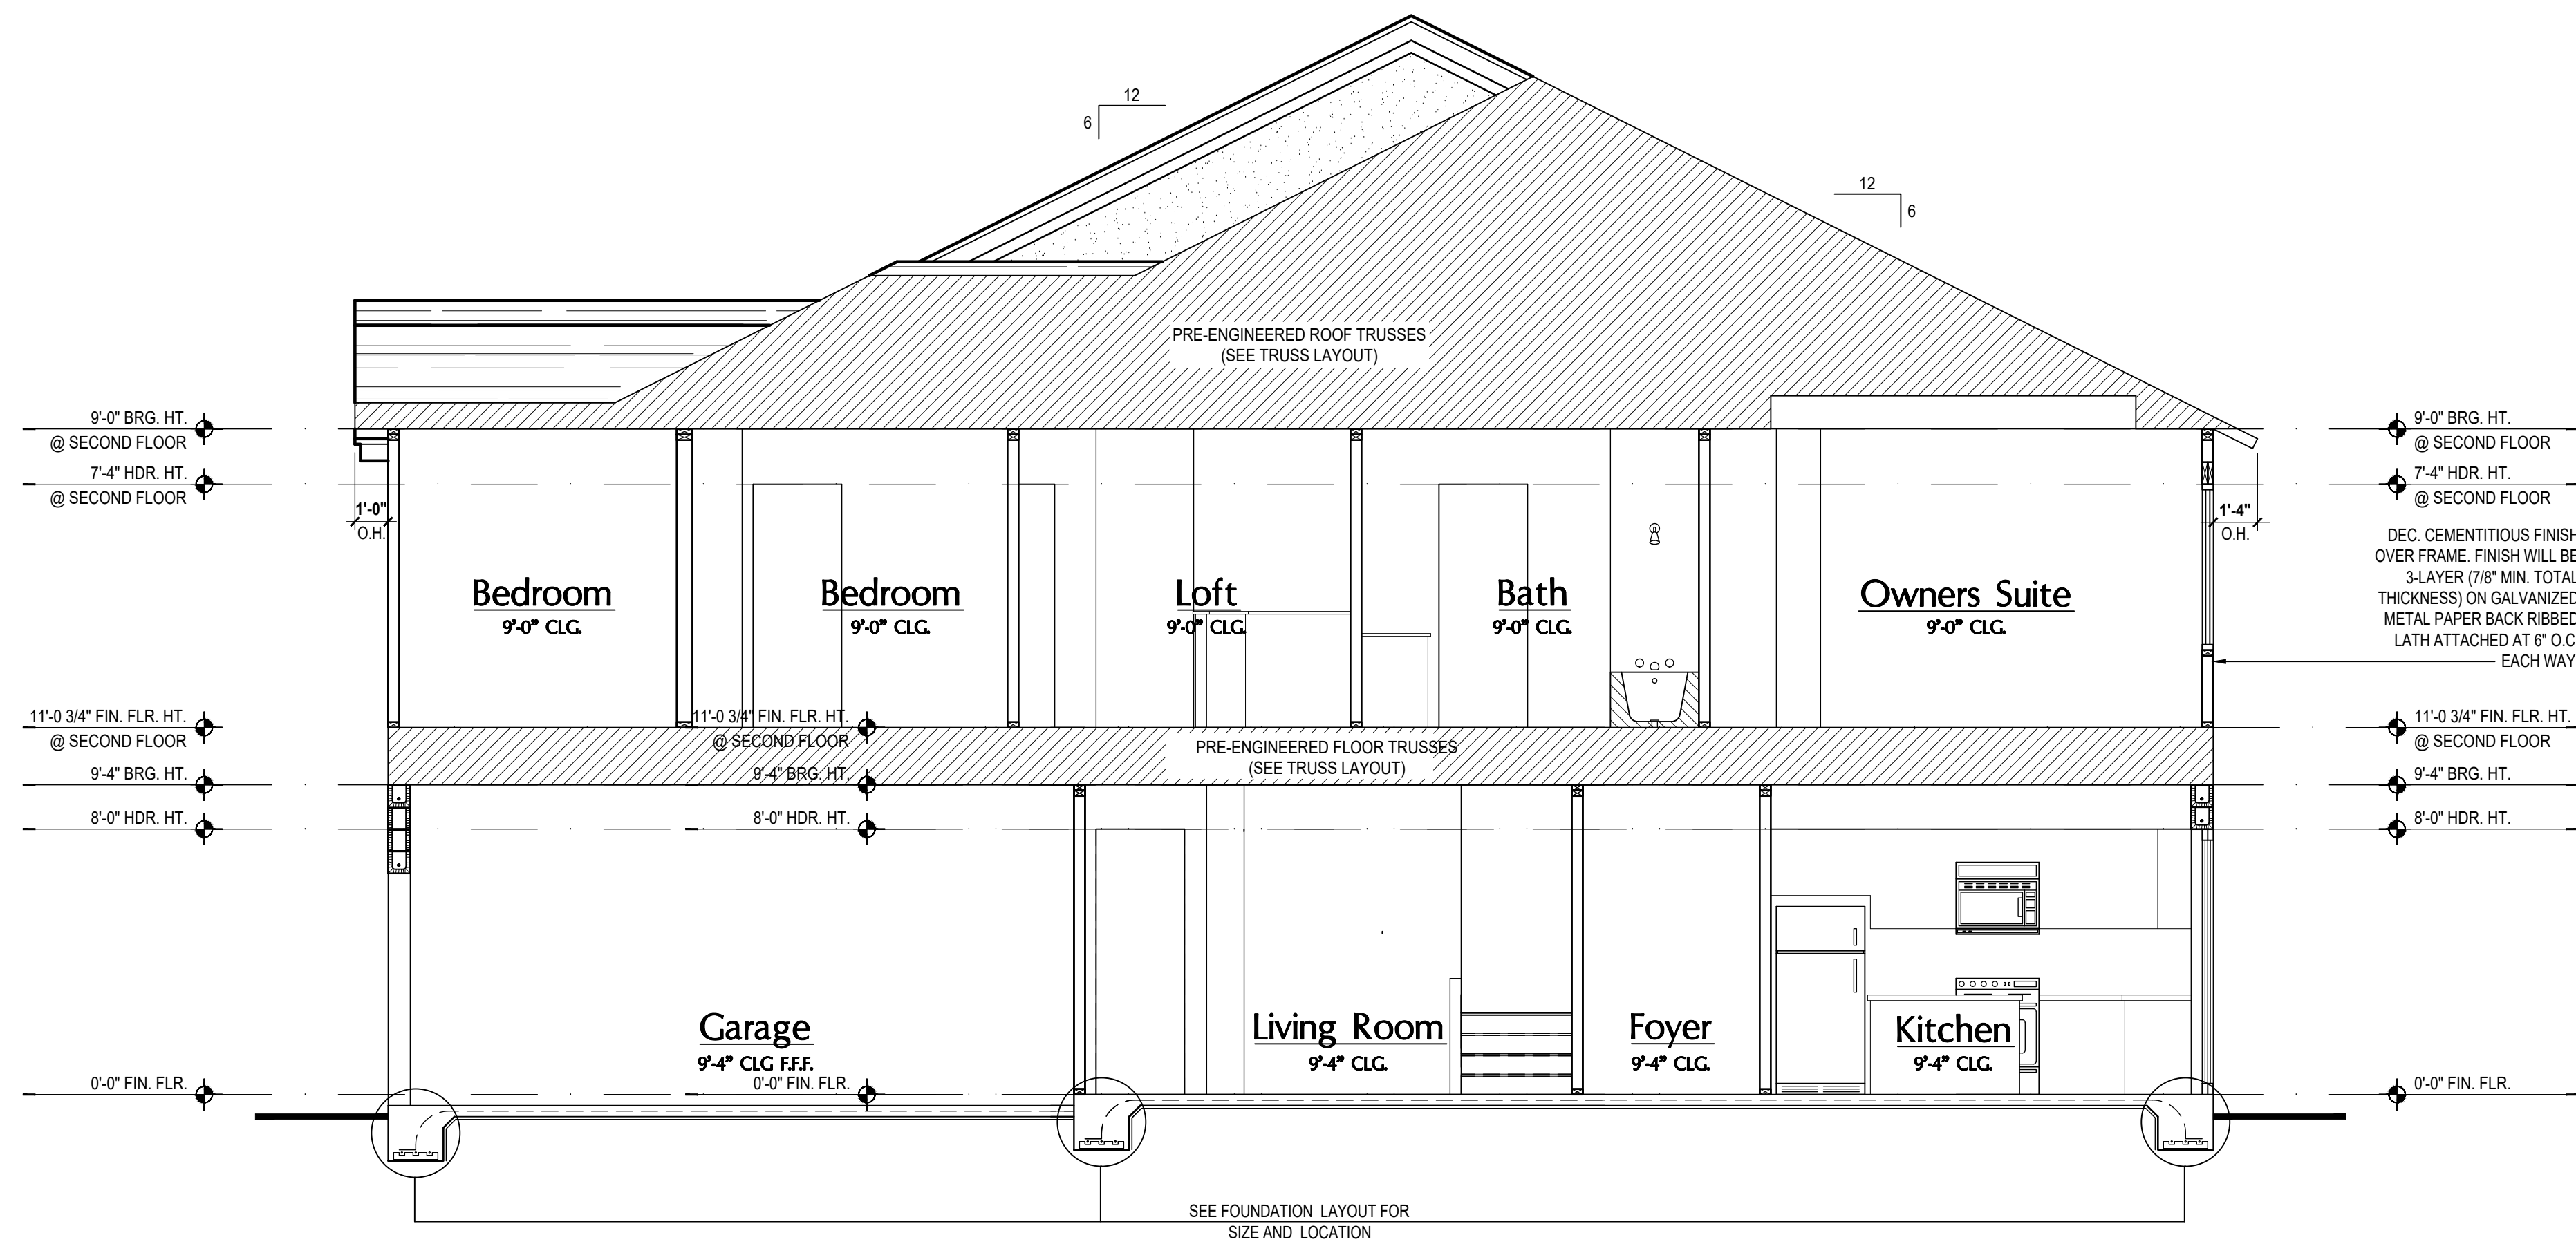 12
6
12
6
PRE-ENGINEERED ROOF TRUSSES
(SEE TRUSS LAYOUT)
9'-0" BRG. HT.
@ SECOND FLOOR
7'-4" HDR. HT.
@ SECOND FLOOR
1'-0"
O.H.
9'-0" BRG. HT.
@ SECOND FLOOR
7'-4" HDR. HT.
@ SECOND FLOOR
1'-4"
O.H.
DEC. CEMENTITIOUS FINISH
OVER FRAME. FINISH WILL BE
3-LAYER (7/8" MIN. TOTAL
THICKNESS) ON GALVANIZED
METAL PAPER BACK RIBBED
LATH ATTACHED AT 6" O.C
EACH WAY
Bedroom
9'-0" CLG.
Bedroom
9'-0" CLG.
Loft
9'-0" CLG.
Bath
9'-0" CLG.
Owners Suite
9'-0" CLG.
11'-0 3/4" FIN. FLR. HT.
@ SECOND FLOOR
9'-4" BRG. HT.
8'-0" HDR. HT.
11'-0 3/4" FIN. FLR. HT.
@ SECOND FLOOR
9'-4" BRG. HT.
8'-0" HDR. HT.
PRE-ENGINEERED FLOOR TRUSSES
(SEE TRUSS LAYOUT)
11'-0 3/4" FIN. FLR. HT.
@ SECOND FLOOR
9'-4" BRG. HT.
8'-0" HDR. HT.
Garage
9'-4" CLG F.F.F.
Living Room
9'-4" CLG.
Foyer
9'-4" CLG.
Kitchen
9'-4" CLG.
0'-0" FIN. FLR.
0'-0" FIN. FLR.
0'-0" FIN. FLR.
SEE FOUNDATION LAYOUT FOR
SIZE AND LOCATION